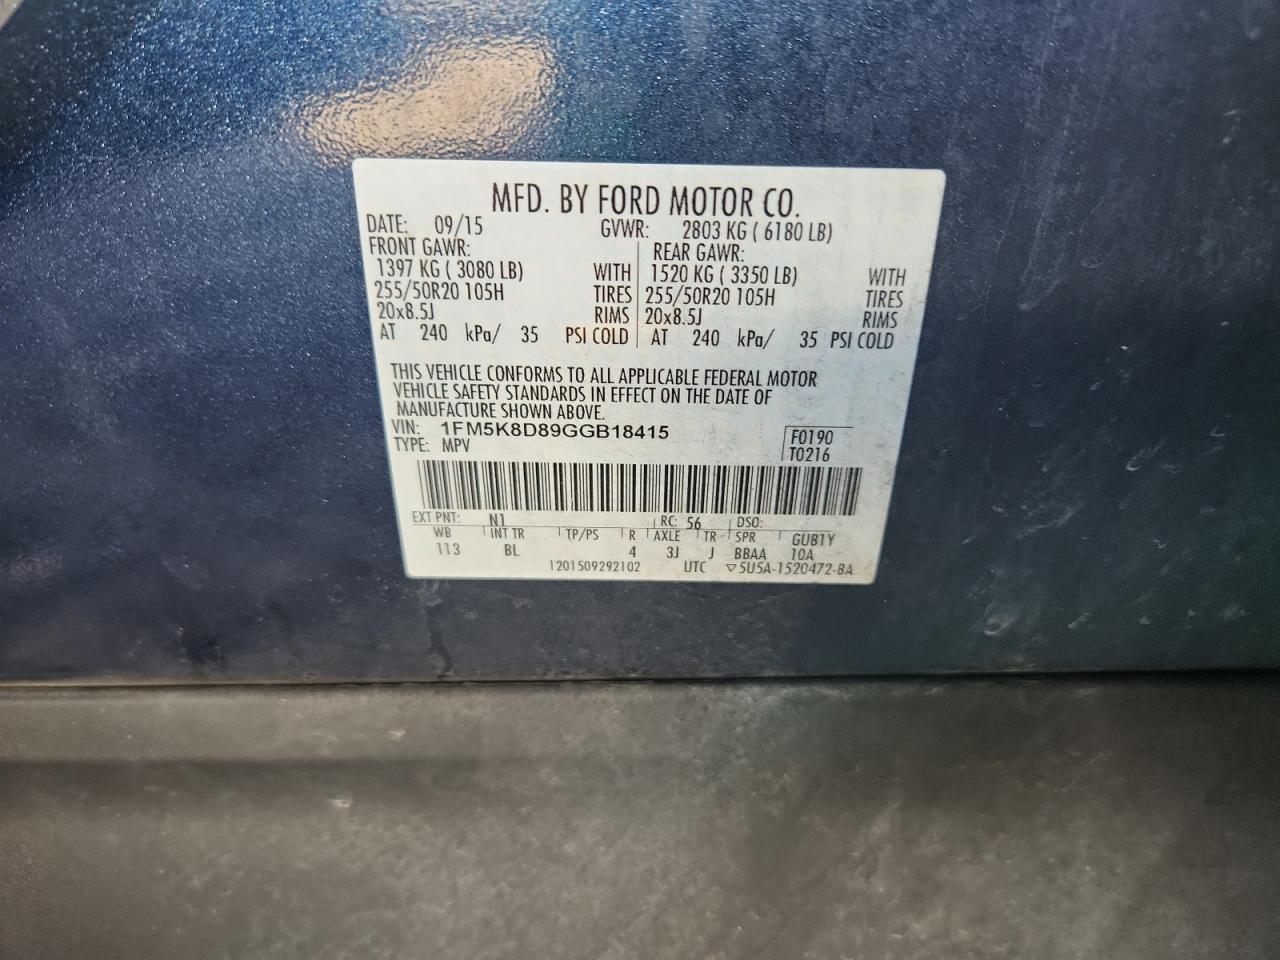 MFD. BY FORD MOTOR CO.
DATE: 09/15 GVWR: 2803 KG ( 6180 LB)
FRONT GAWR: REAR GAWR:
1397 KG ( 3080 LB) WITH 1520 KG ( 3350 LB) WITH
255/50R20 105H TIRES 255/50R20 105H TIRES
20x8.5J RIMS 20x8.5J RIMS
AT 240 kPa/ 35 PSI COLD AT 240 kPa/ 35 PSI COLD
THIS VEHICLE CONFORMS TO ALL APPLICABLE FEDERAL MOTOR
VEHICLE SAFETY STANDARDS IN EFFECT ON THE DATE OF
MANUFACTURE SHOWN ABOVE.
VIN: 1FM5K8D89GGB18415 F0190
TYPE: MPV T0216
EXT PNT: N1 RC: 56 DSO:
WB INT TR TP/PS R AXLE TR SPR GUB1Y
113 BL 4 3J J BBAA 10A
1201509292102 UTC ▽5U5A-1520472-BA